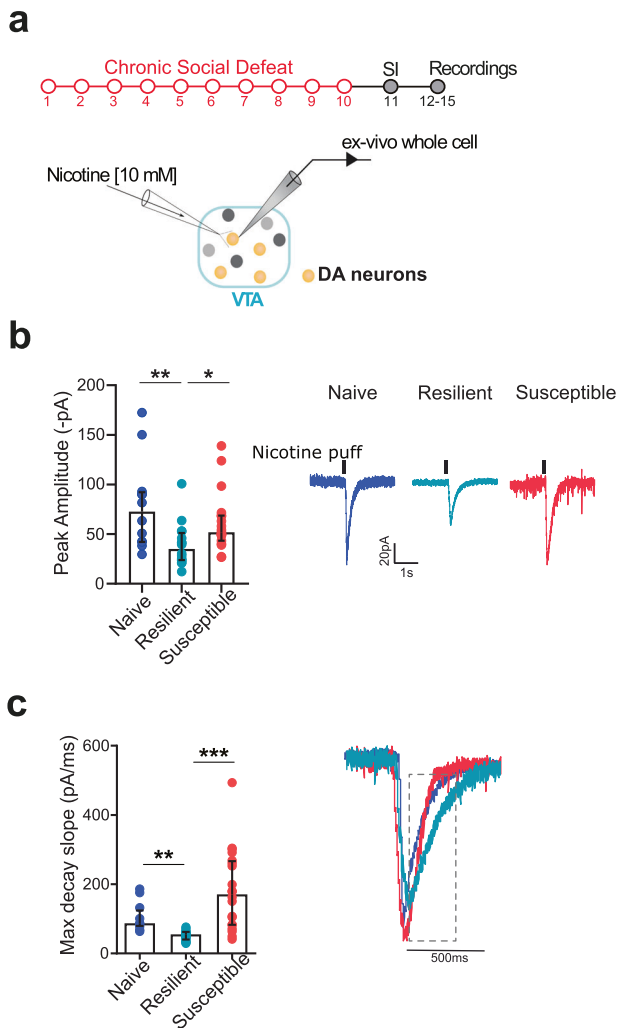 a
Chronic Social Defeat
SI
Recordings
1 2 3 4 5 6 7 8 9 10 11 12-15
ex-vivo whole cell
Nicotine [10 mM]
DA neurons
VTA
b
** *
200
150
100
50
0
Peak Amplitude (-pA)
Naive
Resilient
Susceptible
Naive Resilient Susceptible
Nicotine puff
20pA
1s
c
*** 
**
600
400
200
0
Max decay slope (pA/ms)
Naive
Resilient
Susceptible
500ms